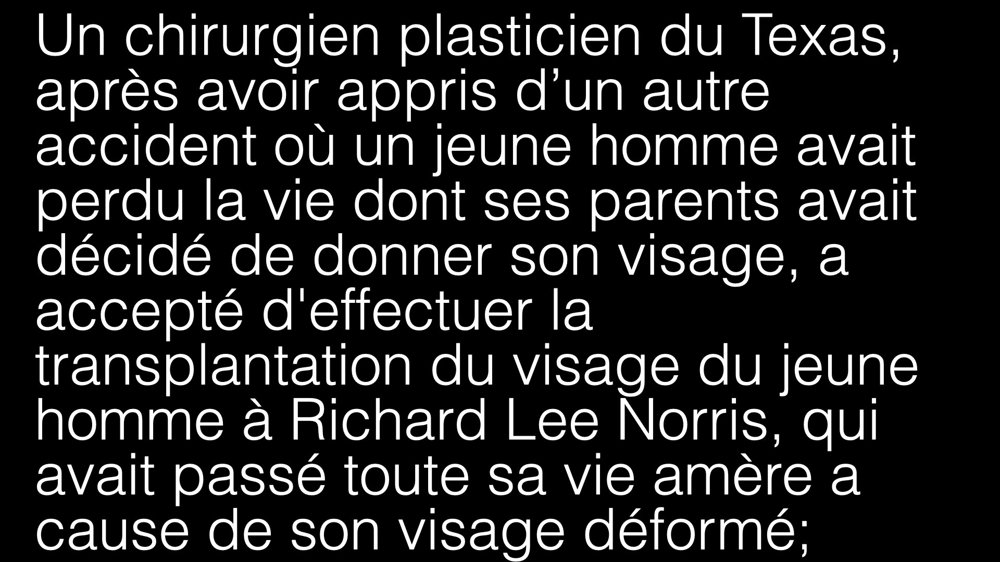 Un chirurgien plasticien du Texas,
après avoir appris d’un autre
accident où un jeune homme avait
perdu la vie dont ses parents avait
décidé de donner son visage, a
accepté d'effectuer la
transplantation du visage du jeune
homme à Richard Lee Norris, qui
avait passé toute sa vie amère a
cause de son visage déformé;